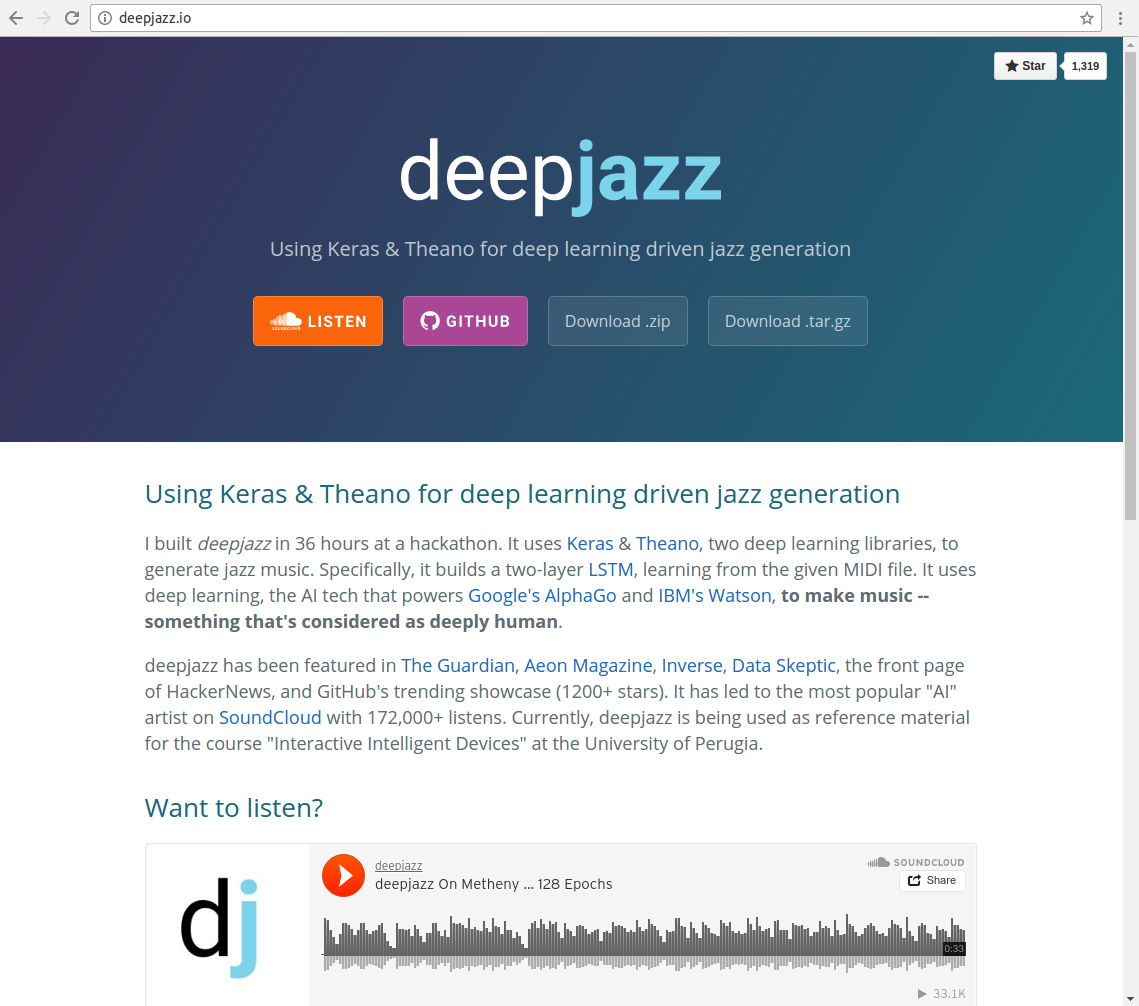 deepjazz.io
Star 1,319
deepjazz
Using Keras & Theano for deep learning driven jazz generation
SOUNDCLOUD LISTEN GITHUB Download .zip Download .tar.gz
Using Keras & Theano for deep learning driven jazz generation
I built deepjazz in 36 hours at a hackathon. It uses Keras & Theano, two deep learning libraries, to
generate jazz music. Specifically, it builds a two-layer LSTM, learning from the given MIDI file. It uses
deep learning, the AI tech that powers Google's AlphaGo and IBM's Watson, to make music --
something that's considered as deeply human.
deepjazz has been featured in The Guardian, Aeon Magazine, Inverse, Data Skeptic, the front page
of HackerNews, and GitHub's trending showcase (1200+ stars). It has led to the most popular "AI"
artist on SoundCloud with 172,000+ listens. Currently, deepjazz is being used as reference material
for the course "Interactive Intelligent Devices" at the University of Perugia.
Want to listen?
dj
deepjazz
deepjazz On Metheny ... 128 Epochs
SOUNDCLOUD
Share
0:33
33.1K